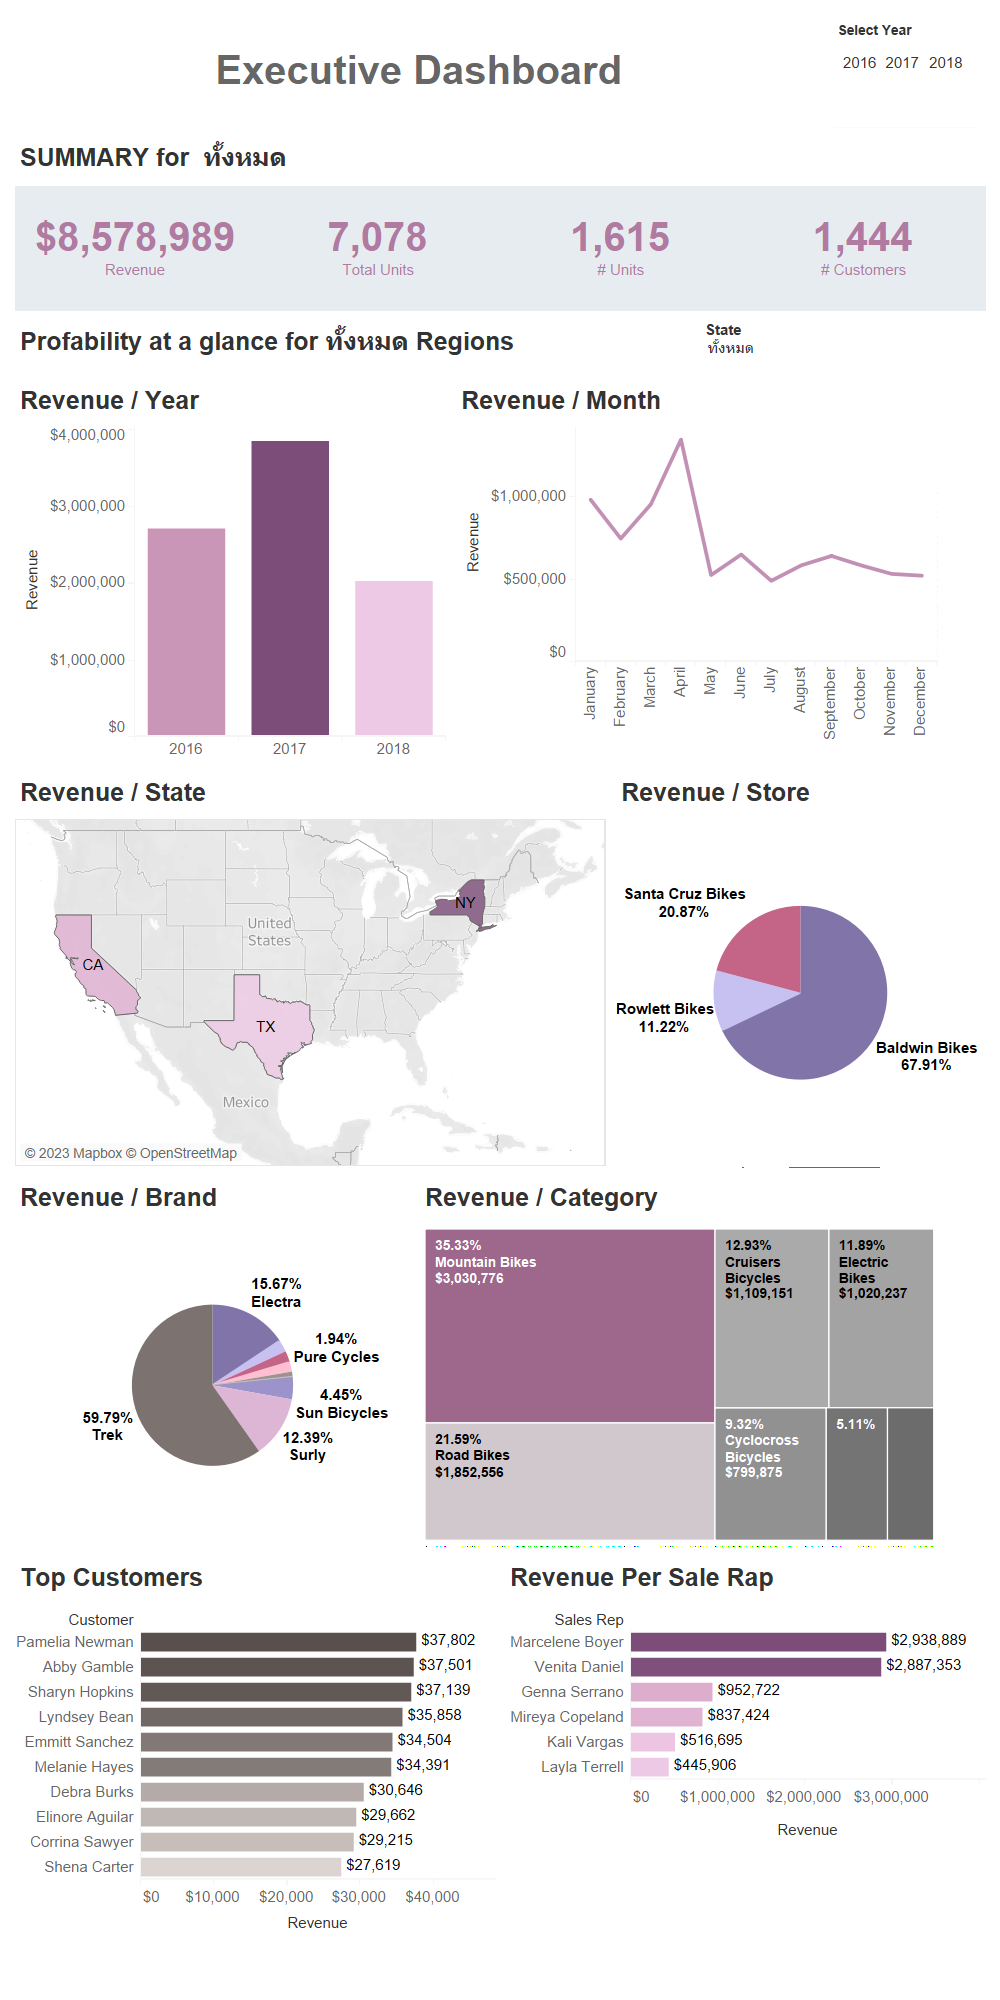 Select Year
2016 2017 2018
Executive Dashboard
SUMMARY for ทั้งหมด
$8,578,989
Revenue
7,078
Total Units
1,615
# Units
1,444
# Customers
Profability at a glance for ทั้งหมด Regions
State
ทั้งหมด
Revenue / Year
$4,000,000
$3,000,000
$2,000,000
$1,000,000
$0
Revenue
2016 2017 2018
Revenue / Month
$1,000,000
$500,000
$0
Revenue
January
February
March
April
May
June
July
August
September
October
November
December
Revenue / State
United
States
NY
CA
TX
Mexico
© 2023 Mapbox © OpenStreetMap
Revenue / Store
Santa Cruz Bikes
20.87%
Rowlett Bikes
11.22%
Baldwin Bikes
67.91%
Revenue / Brand
15.67%
Electra
1.94%
Pure Cycles
4.45%
Sun Bicycles
12.39%
Surly
59.79%
Trek
Revenue / Category
35.33%
Mountain Bikes
$3,030,776
12.93%
Cruisers
Bicycles
$1,109,151
11.89%
Electric
Bikes
$1,020,237
21.59%
Road Bikes
$1,852,556
9.32%
Cyclocross
Bicycles
$799,875
5.11%
Top Customers
Customer
Pamelia Newman $37,802
Abby Gamble $37,501
Sharyn Hopkins $37,139
Lyndsey Bean $35,858
Emmitt Sanchez $34,504
Melanie Hayes $34,391
Debra Burks $30,646
Elinore Aguilar $29,662
Corrina Sawyer $29,215
Shena Carter $27,619
$0 $10,000 $20,000 $30,000 $40,000
Revenue
Revenue Per Sale Rap
Sales Rep
Marcelene Boyer $2,938,889
Venita Daniel $2,887,353
Genna Serrano $952,722
Mireya Copeland $837,424
Kali Vargas $516,695
Layla Terrell $445,906
$0 $1,000,000 $2,000,000 $3,000,000
Revenue